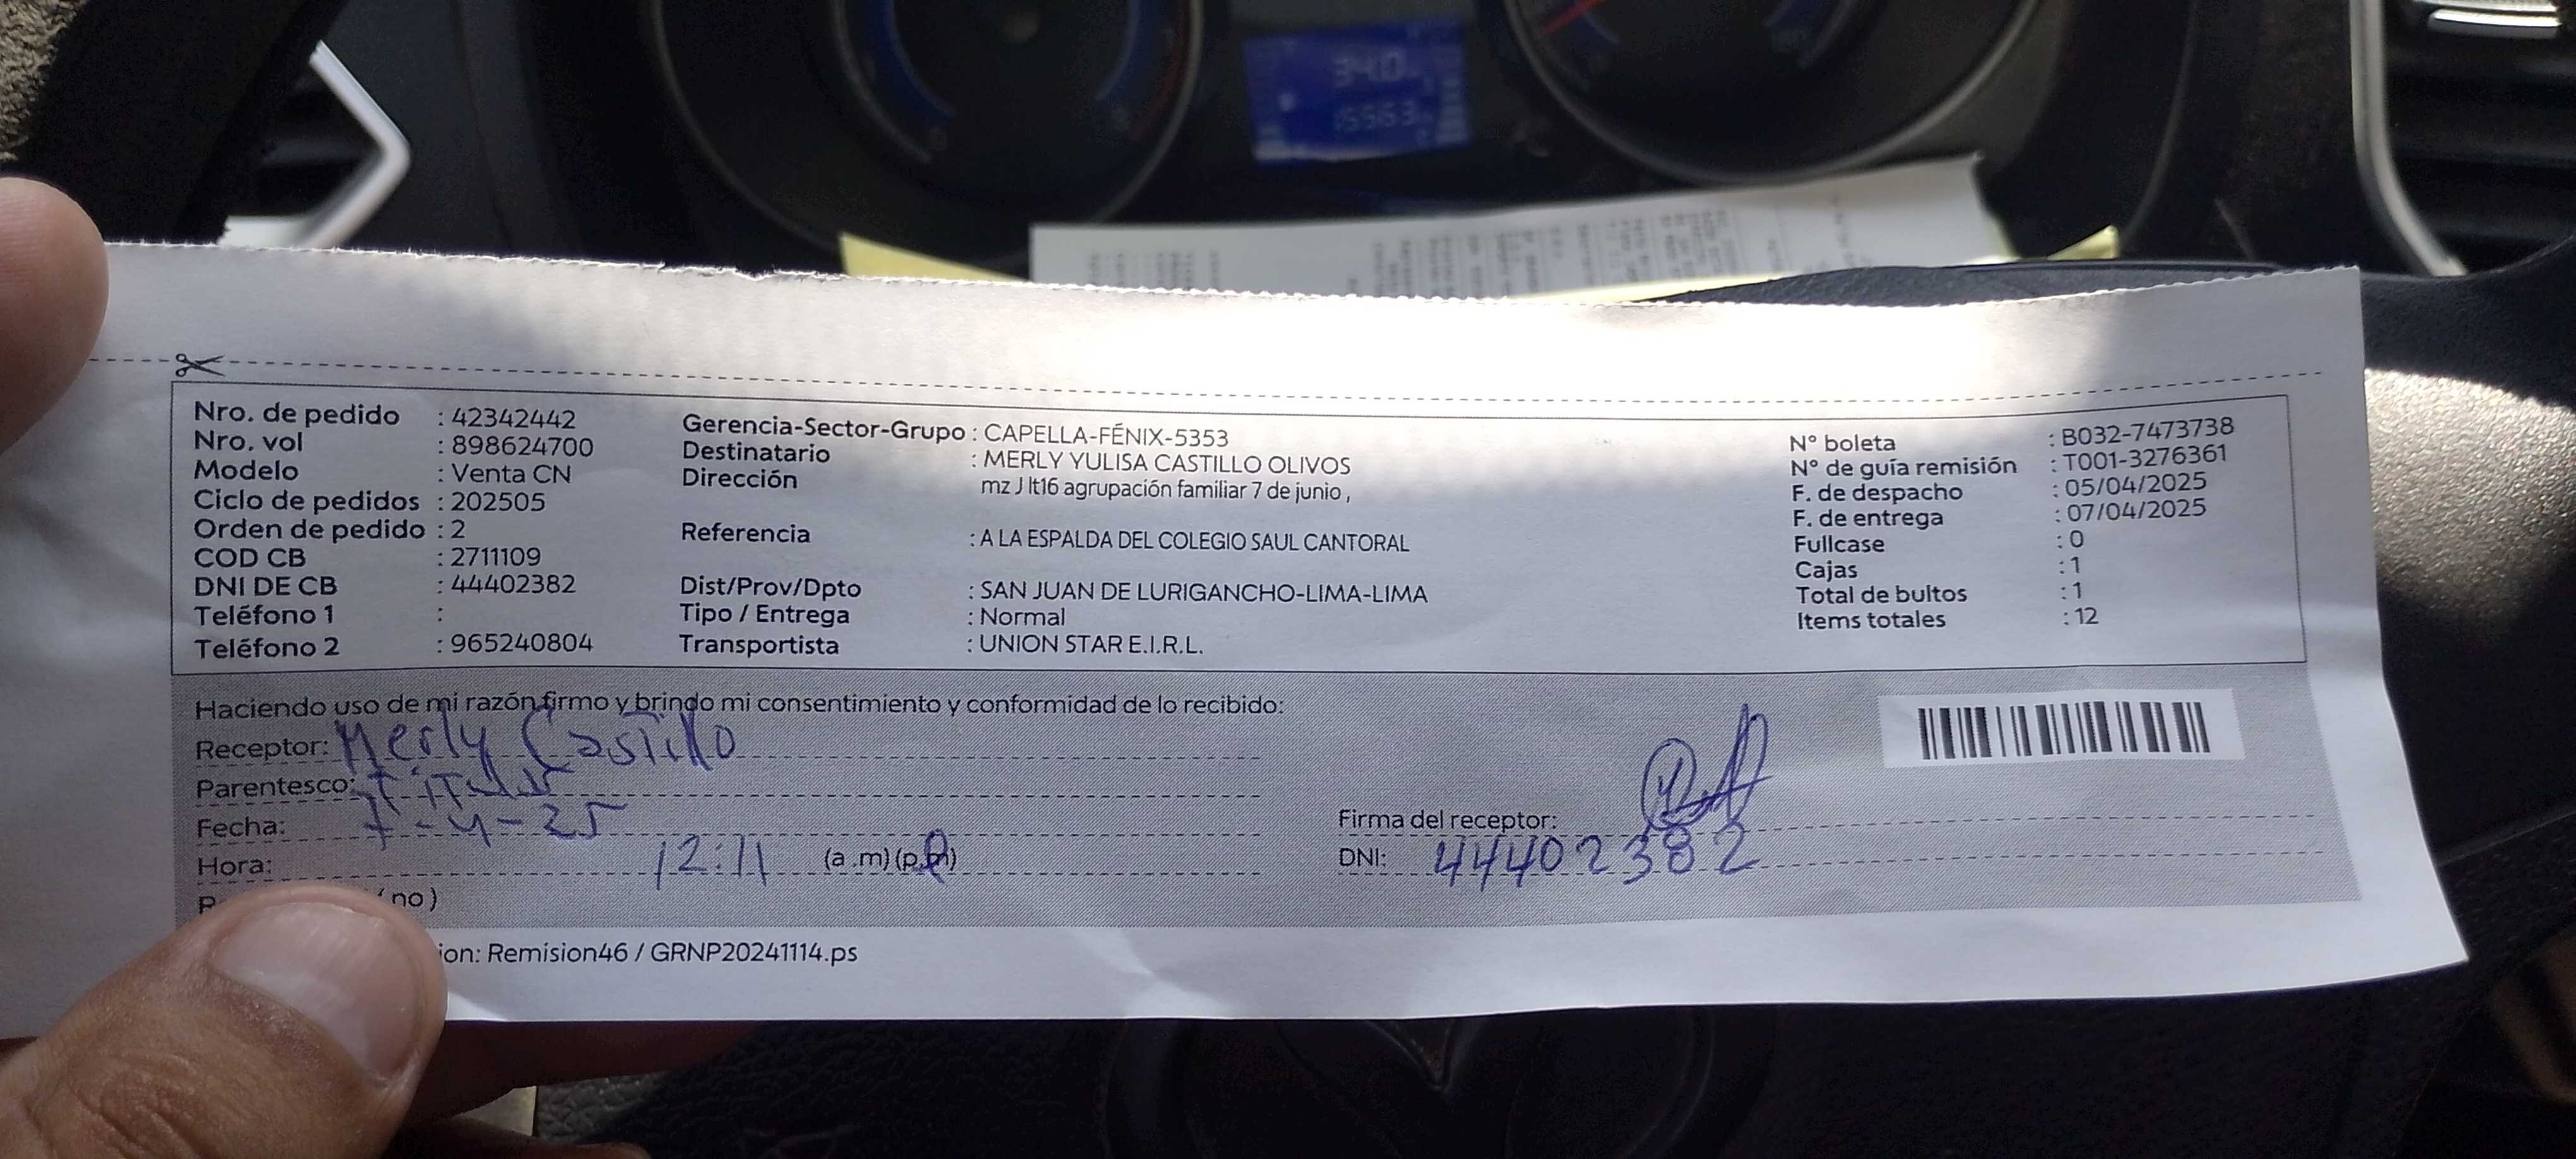 34.0
15563
Nro. de pedido : 42342442
Nro. vol : 898624700
Modelo : Venta CN
Ciclo de pedidos : 202505
Orden de pedido : 2
COD CB : 2711109
DNI DE CB : 44402382
Teléfono 1 :
Teléfono 2 : 965240804
Gerencia-Sector-Grupo : CAPELLA-FÉNIX-5353
Destinatario : MERLY YULISA CASTILLO OLIVOS
Dirección mz J lt16 agrupación familiar 7 de junio ,
Referencia : A LA ESPALDA DEL COLEGIO SAUL CANTORAL
Dist/Prov/Dpto : SAN JUAN DE LURIGANCHO-LIMA-LIMA
Tipo / Entrega : Normal
Transportista : UNION STAR E.I.R.L.
N° boleta : B032-7473738
N° de guía remisión : T001-3276361
F. de despacho : 05/04/2025
F. de entrega : 07/04/2025
Fullcase : 0
Cajas : 1
Total de bultos : 1
Items totales : 12
Haciendo uso de mi razón firmo y brindo mi consentimiento y conformidad de lo recibido:
Receptor: Merly Castillo
Parentesco: Titular
Fecha: 7-4-25
Hora: 12:11 (a .m) (p.m)
Firma del receptor:
DNI: 44402382
no )
ion: Remision46 / GRNP20241114.ps